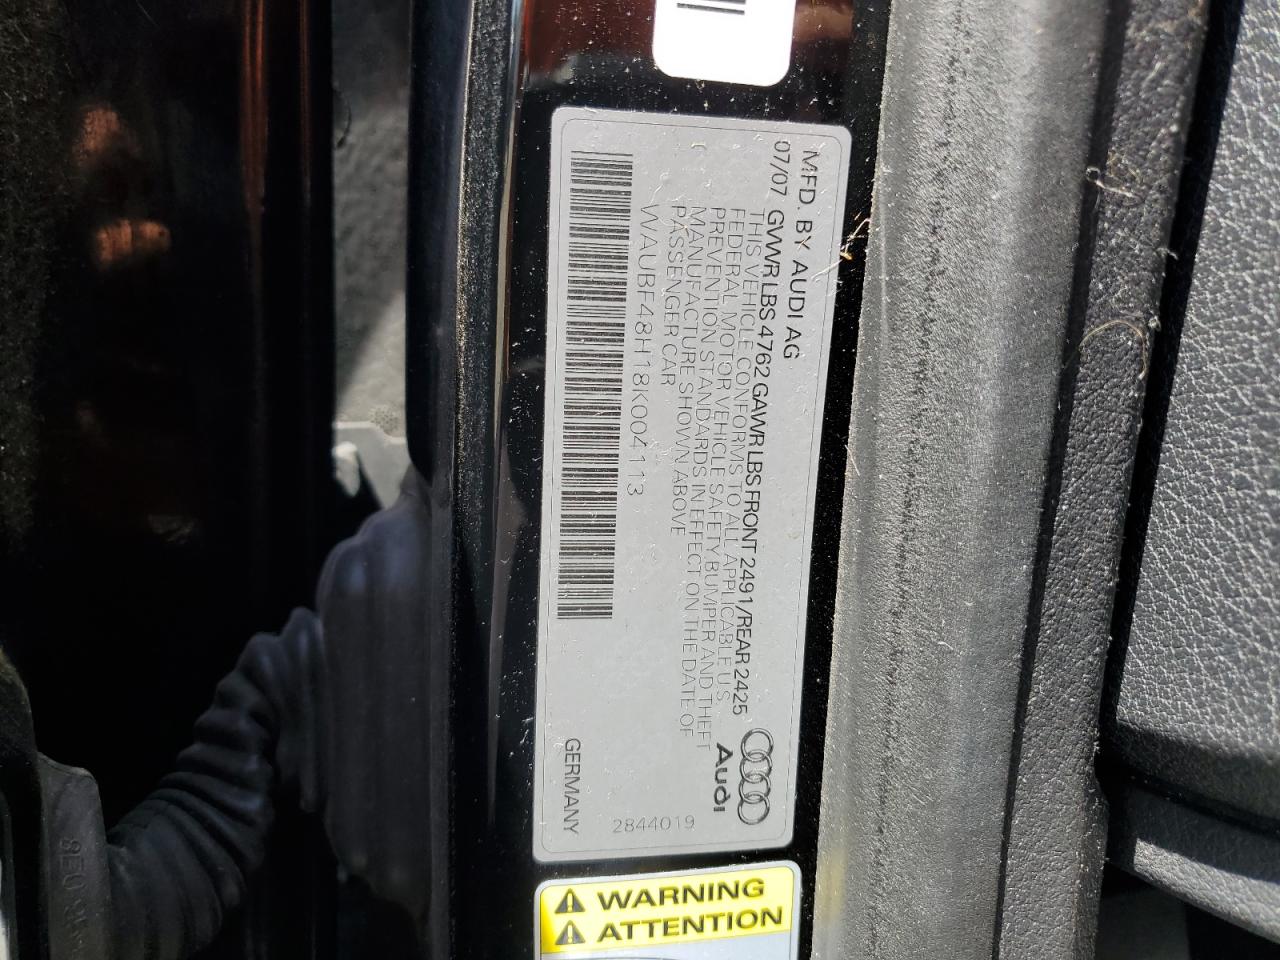 MFD. BY AUDI AG
07/07 GVWR LBS 4762 GAWR LBS FRONT 2491/REAR 2425
THIS VEHICLE CONFORMS TO ALL APPLICABLE U.S.
FEDERAL MOTOR VEHICLE SAFETY BUMPER AND THEFT
PREVENTION STANDARDS IN EFFECT ON THE DATE OF
MANUFACTURE SHOWN ABOVE
PASSENGER CAR
WAUBF48H18K004113
Audi
2844019
GERMANY
WARNING
ATTENTION